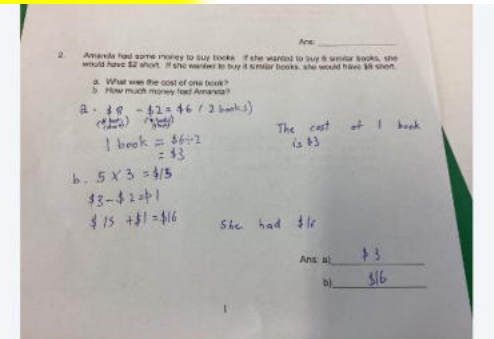 Ans:
2. Amanda had some money to buy books. If she wanted to buy 6 similar books, she
would have $2 short. If she wanted to buy 8 similar books, she would have $8 short.
a. What was the cost of one book?
b. How much money had Amanda?
a. $8 - $2 = $6 (2 books)
(short) (short)
The cost of 1 book
1 book = $6÷2
is $3
= $3
b. 5 X 3 = $15
$3-$2=$1
$15 +$1=$16
She had $16
Ans: a) $3
b) $16
1